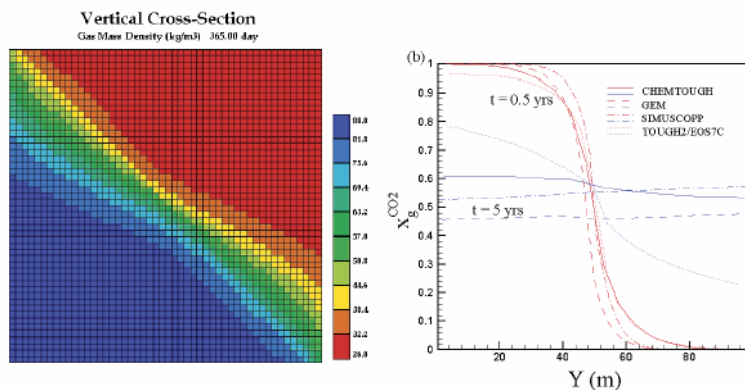 Vertical Cross-Section
Gas Mass Density (kg/m3) 365.00 day
88.0
81.8
75.6
69.4
63.2
57.0
50.8
44.6
38.4
32.2
26.0
(b)
1
0.9
0.8
0.7
0.6
0.5
0.4
0.3
0.2
0.1
0
t = 0.5 yrs
CHEMTOUGH
GEM
SIMUSCOPP
TOUGH2/EOS7C
t = 5 yrs
X_g^CO2
20
40
60
80
Y (m)